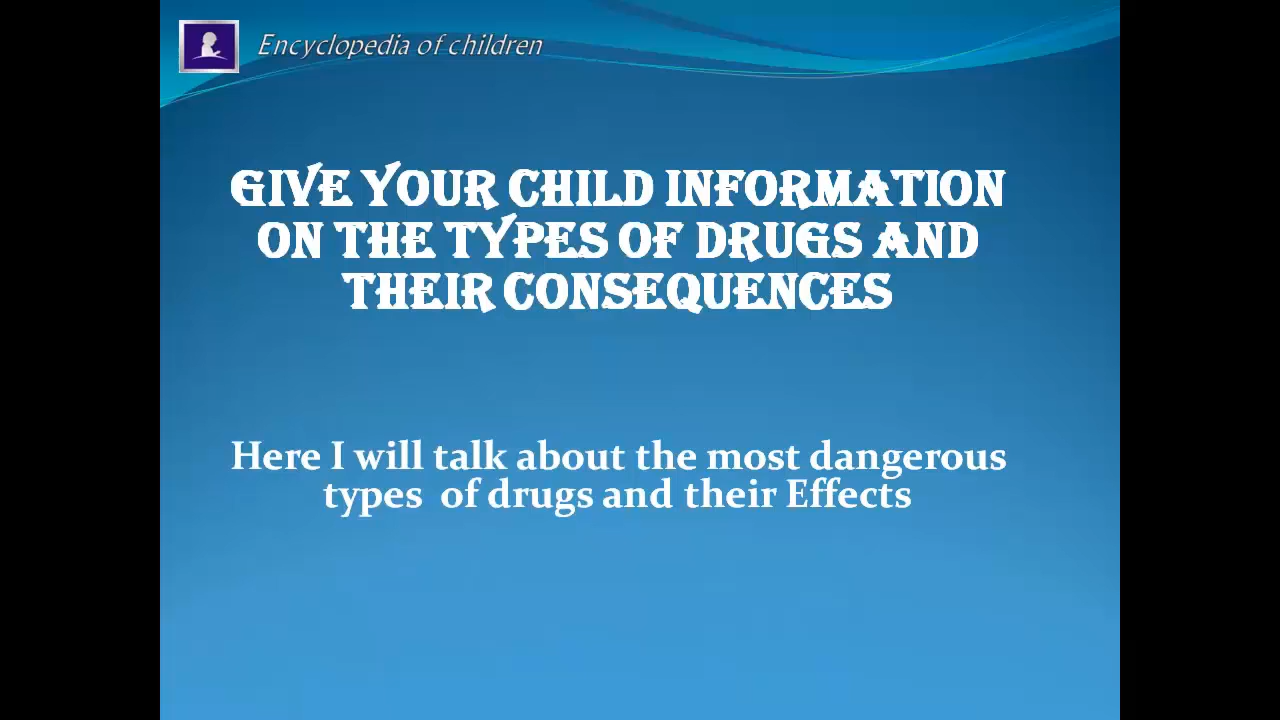 Encyclopedia of children
GIVE YOUR CHILD INFORMATION
ON THE TYPES OF DRUGS AND
THEIR CONSEQUENCES
Here I will talk about the most dangerous
types of drugs and their Effects